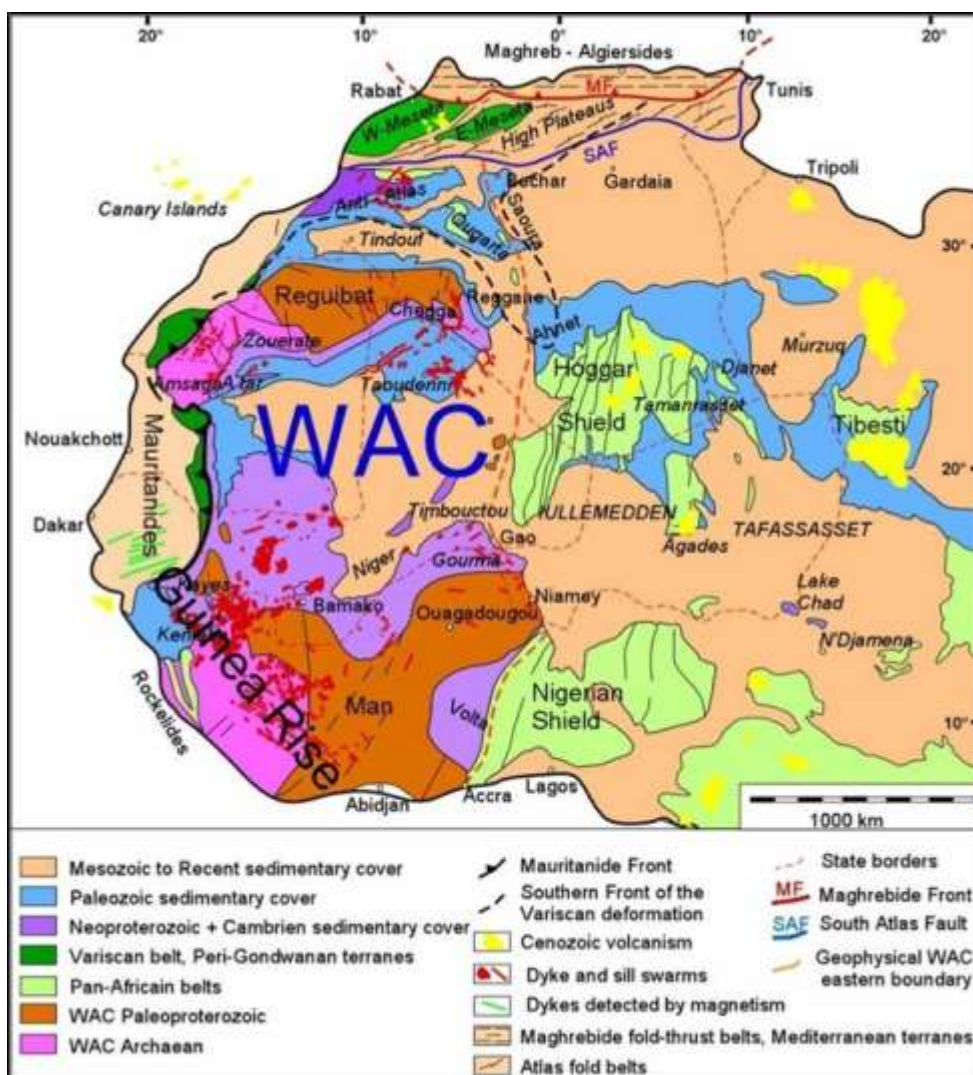 20°
10°
0°
10°
20°
Maghreb - Algiersides
Rabat
MF
Tunis
W-Meseta
E-Meseta
High Plateaus
SAF
Tripoli
Bechar
Gardaia
Canary Islands
Anti - Atlas
Saoura
Ougarta
Tindouf
30°
Reguibat
Reggane
Chegga
Ahnet
Zouerate
Murzuq
Djanet
Hoggar
Shield
Amsaga
Atar
Taoudenni
Tamanrasset
Tibesti
WAC
Nouakchott
Mauritanides
20°
Timbouctou
IULLEMEDDEN
TAFASSASSET
Dakar
Gao
Agades
Niger
Gourma
Lake
Chad
Kayes
Bamako
Niamey
Ouagadougou
N'Djamena
Guinea Rise
Rockelides
Man
Volta
Nigerian
Shield
10°
Abidjan
Accra
Lagos
1000 km
Mesozoic to Recent sedimentary cover
Paleozoic sedimentary cover
Neoproterozoic + Cambrien sedimentary cover
Variscan belt, Peri-Gondwanan terranes
Pan-Africain belts
WAC Paleoproterozoic
WAC Archaean
Mauritanide Front
Southern Front of the
Variscan deformation
Cenozoic volcanism
Dyke and sill swarms
Dykes detected by magnetism
Maghrebide fold-thrust belts, Mediterranean terranes
Atlas fold belts
State borders
MF Maghrebide Front
SAF South Atlas Fault
Geophysical WAC
eastern boundary